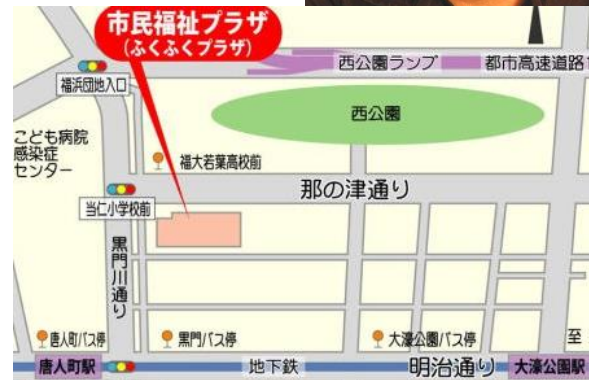 市民福祉プラザ
(ふくふくプラザ)
西公園ランプ
都市高速道路
福浜団地入口
西公園
こども病院
感染症
センター
福大若葉高校前
那の津通り
当仁小学校前
黒門川通り
唐人町バス停
黒門バス停
大濠公園バス停
至
唐人町駅
地下鉄
明治通り
大濠公園駅